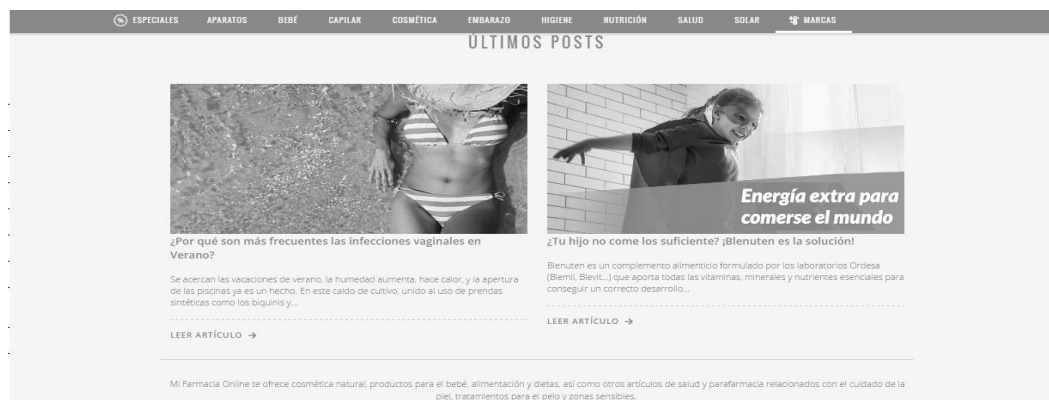 ESPECIALES APARATOS BEBÉ CAPILAR COSMÉTICA EMBARAZO HIGIENE NUTRICIÓN SALUD SOLAR MARCAS
ÚLTIMOS POSTS
Energía extra para
comerse el mundo
¿Por qué son más frecuentes las infecciones vaginales en
Verano?
Se acercan las vacaciones de verano, la humedad aumenta, hace calor, y la apertura
de las piscinas ya es un hecho. En este caldo de cultivo, unido al uso de prendas
sintéticas como los biquinis y...
LEER ARTÍCULO →
¿Tu hijo no come los suficiente? ¡Blenuten es la solución!
Blenuten es un complemento alimenticio formulado por los laboratorios Ordesa
(Blemil, Blevit...) que aporta todas las vitaminas, minerales y nutrientes esenciales para
conseguir un correcto desarrollo...
LEER ARTÍCULO →
Mi Farmacia Online te ofrece cosmética natural, productos para el bebé, alimentación y dietas, así como otros artículos de salud y parafarmacia relacionados con el cuidado de la
piel, tratamientos para el pelo y zonas sensibles.